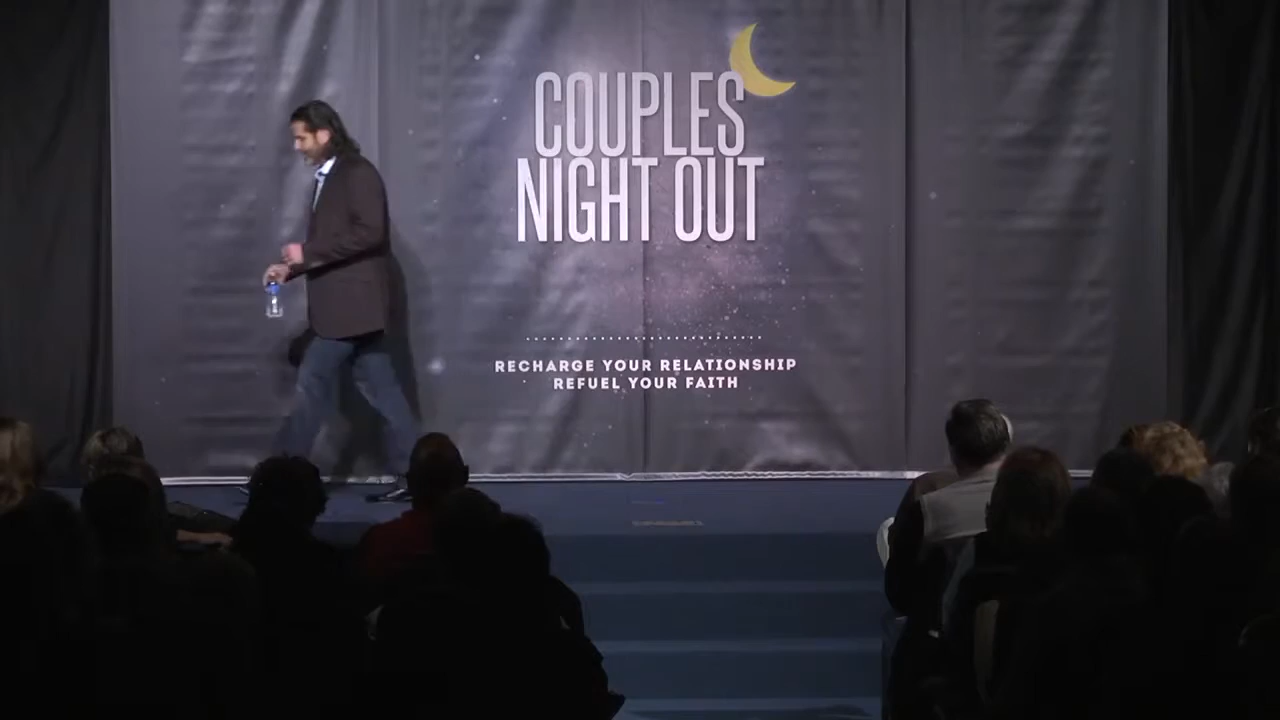 COUPLES
NIGHT OUT
RECHARGE YOUR RELATIONSHIP
REFUEL YOUR FAITH